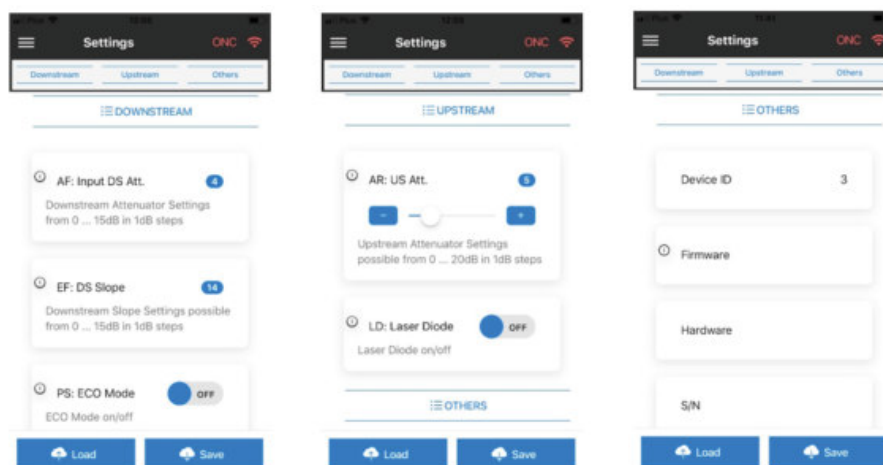 Plus 12:05
Settings ONC
Downstream Upstream Others
DOWNSTREAM
AF: Input DS Att. 4
Downstream Attenuator Settings
from 0 ... 15dB in 1dB steps
EF: DS Slope 14
Downstream Slope Settings possible
from 0 ... 15dB in 1dB steps
PS: ECO Mode OFF
ECO Mode on/off
Load Save
Settings ONC
Downstream Upstream Others
UPSTREAM
AR: US Att. 5
- +
Upstream Attenuator Settings
possible from 0 ... 20dB in 1dB steps
LD: Laser Diode OFF
Laser Diode on/off
OTHERS
Load Save
Settings ONC
Downstream Upstream Others
OTHERS
Device ID 3
Firmware
Hardware
S/N
Load Save